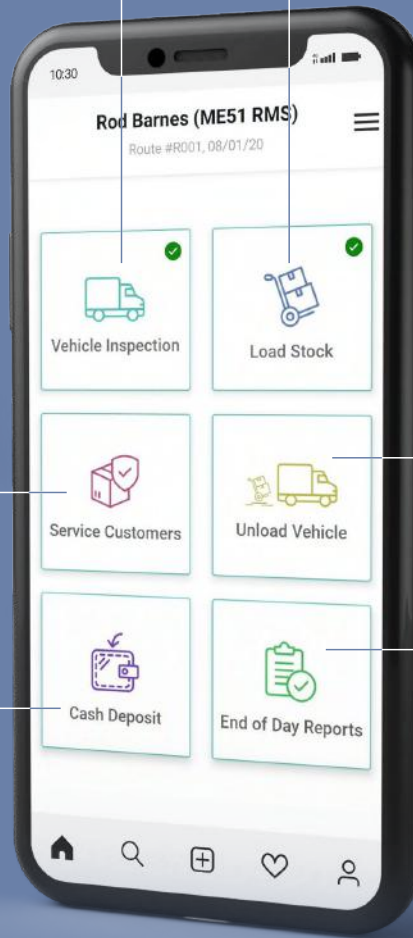 10:30
Rod Barnes (ME51 RMS)
Route #R001, 08/01/20
Vehicle Inspection
Load Stock
Service Customers
Unload Vehicle
Cash Deposit
End of Day Reports